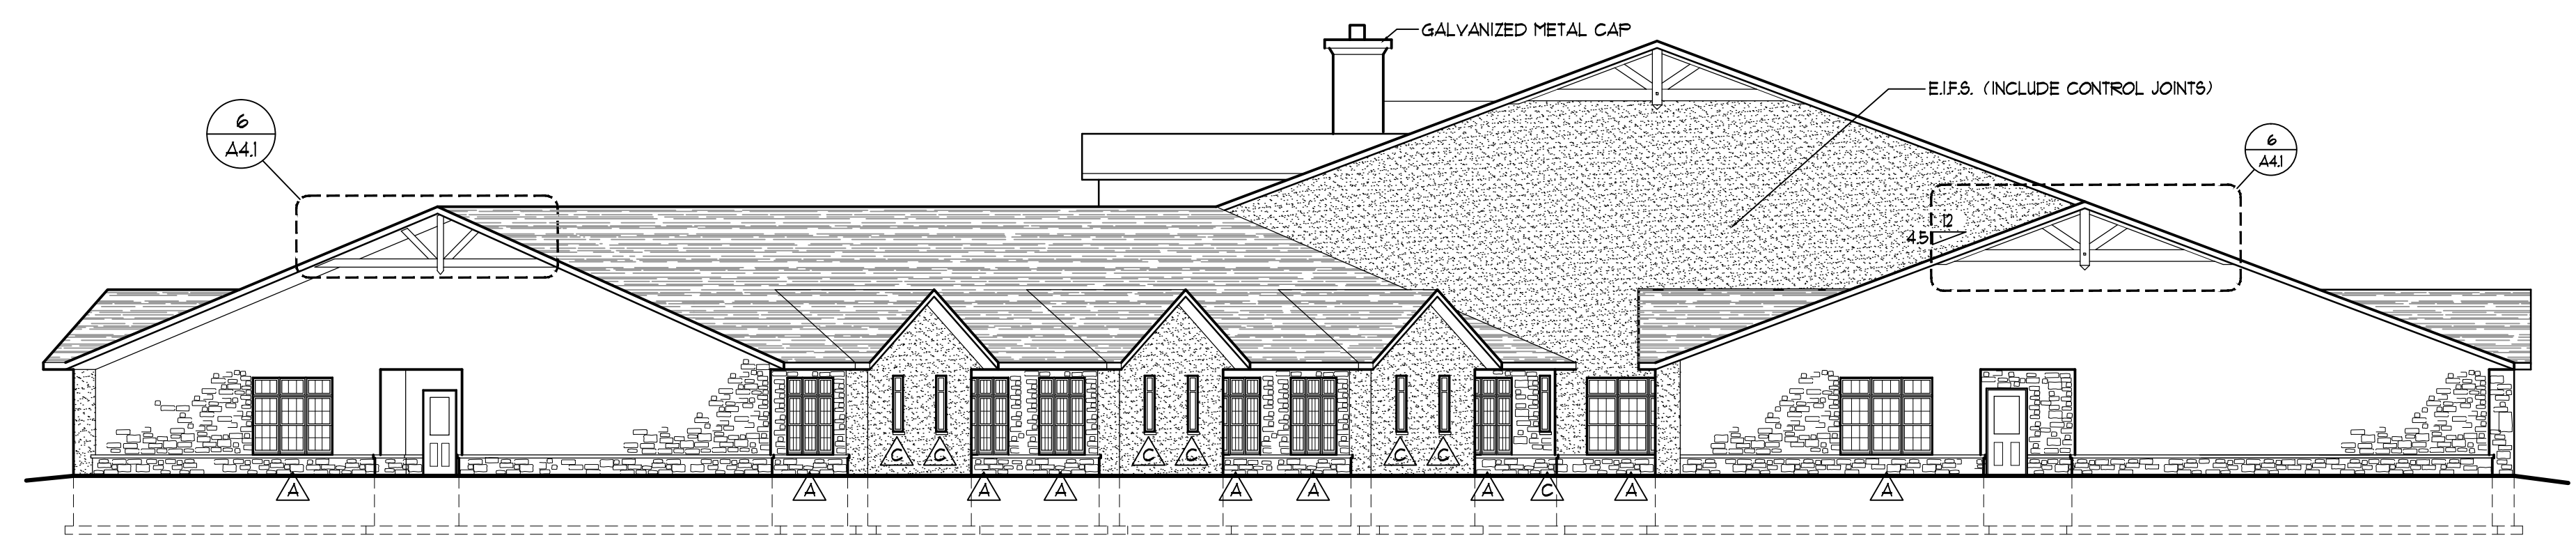 GALVANIZED METAL CAP
E.I.F.S. (INCLUDE CONTROL JOINTS)
6
A4.1
6
A4.1
12
4.5
C C C C C C
A A A A A A A C A A